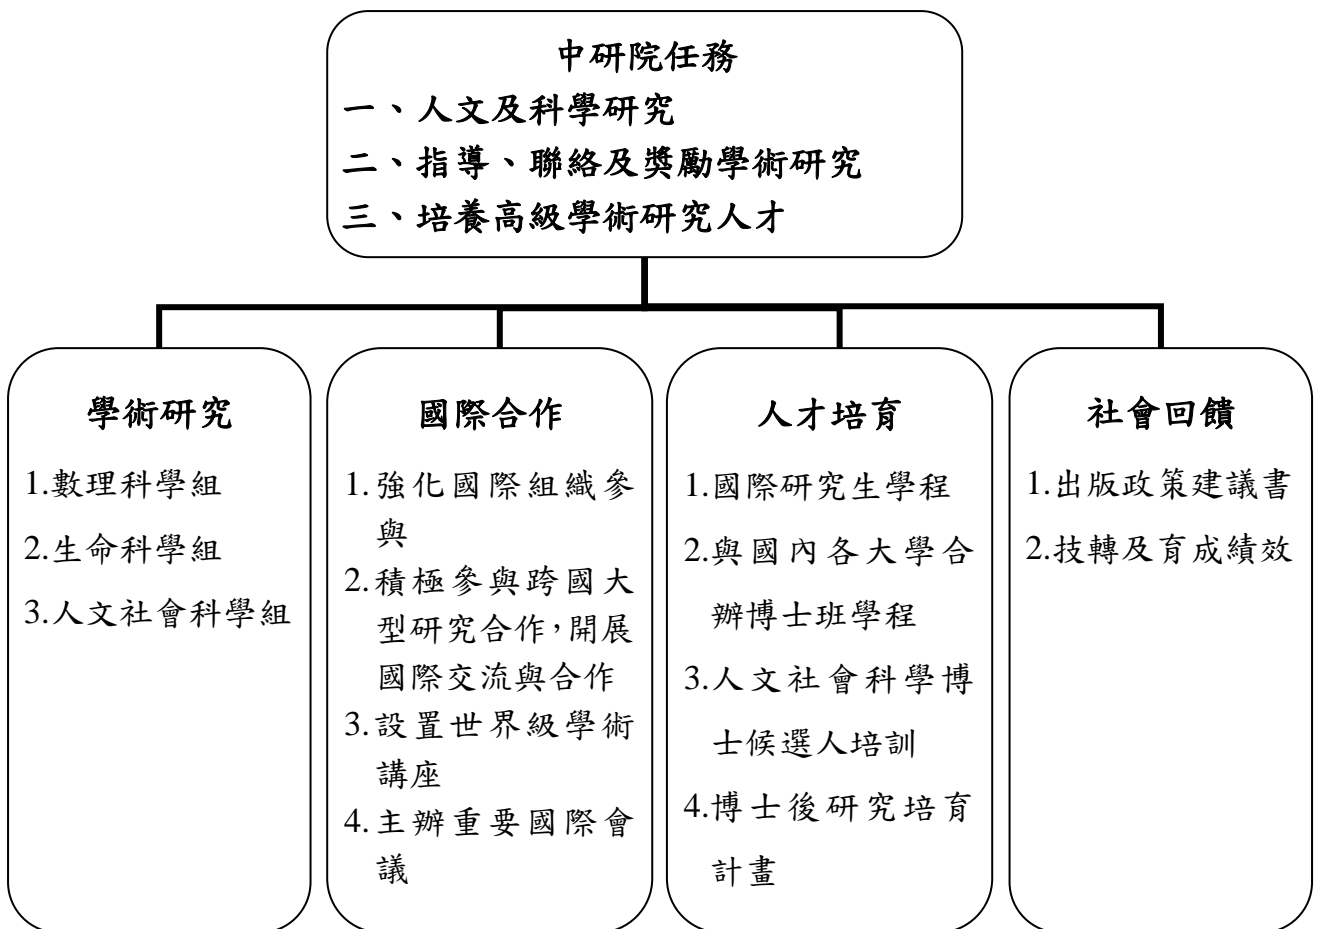 中研院任務
一、人文及科學研究
二、指導、聯絡及獎勵學術研究
三、培養高級學術研究人才
學術研究
1.數理科學組
2.生命科學組
3.人文社會科學組
國際合作
1.強化國際組織參
與
2.積極參與跨國大
型研究合作，開展
國際交流與合作
3.設置世界級學術
講座
4.主辦重要國際會
議
人才培育
1.國際研究生學程
2.與國內各大學合
辦博士班學程
3.人文社會科學博
士候選人培訓
4.博士後研究培育
計畫
社會回饋
1.出版政策建議書
2.技轉及育成績效